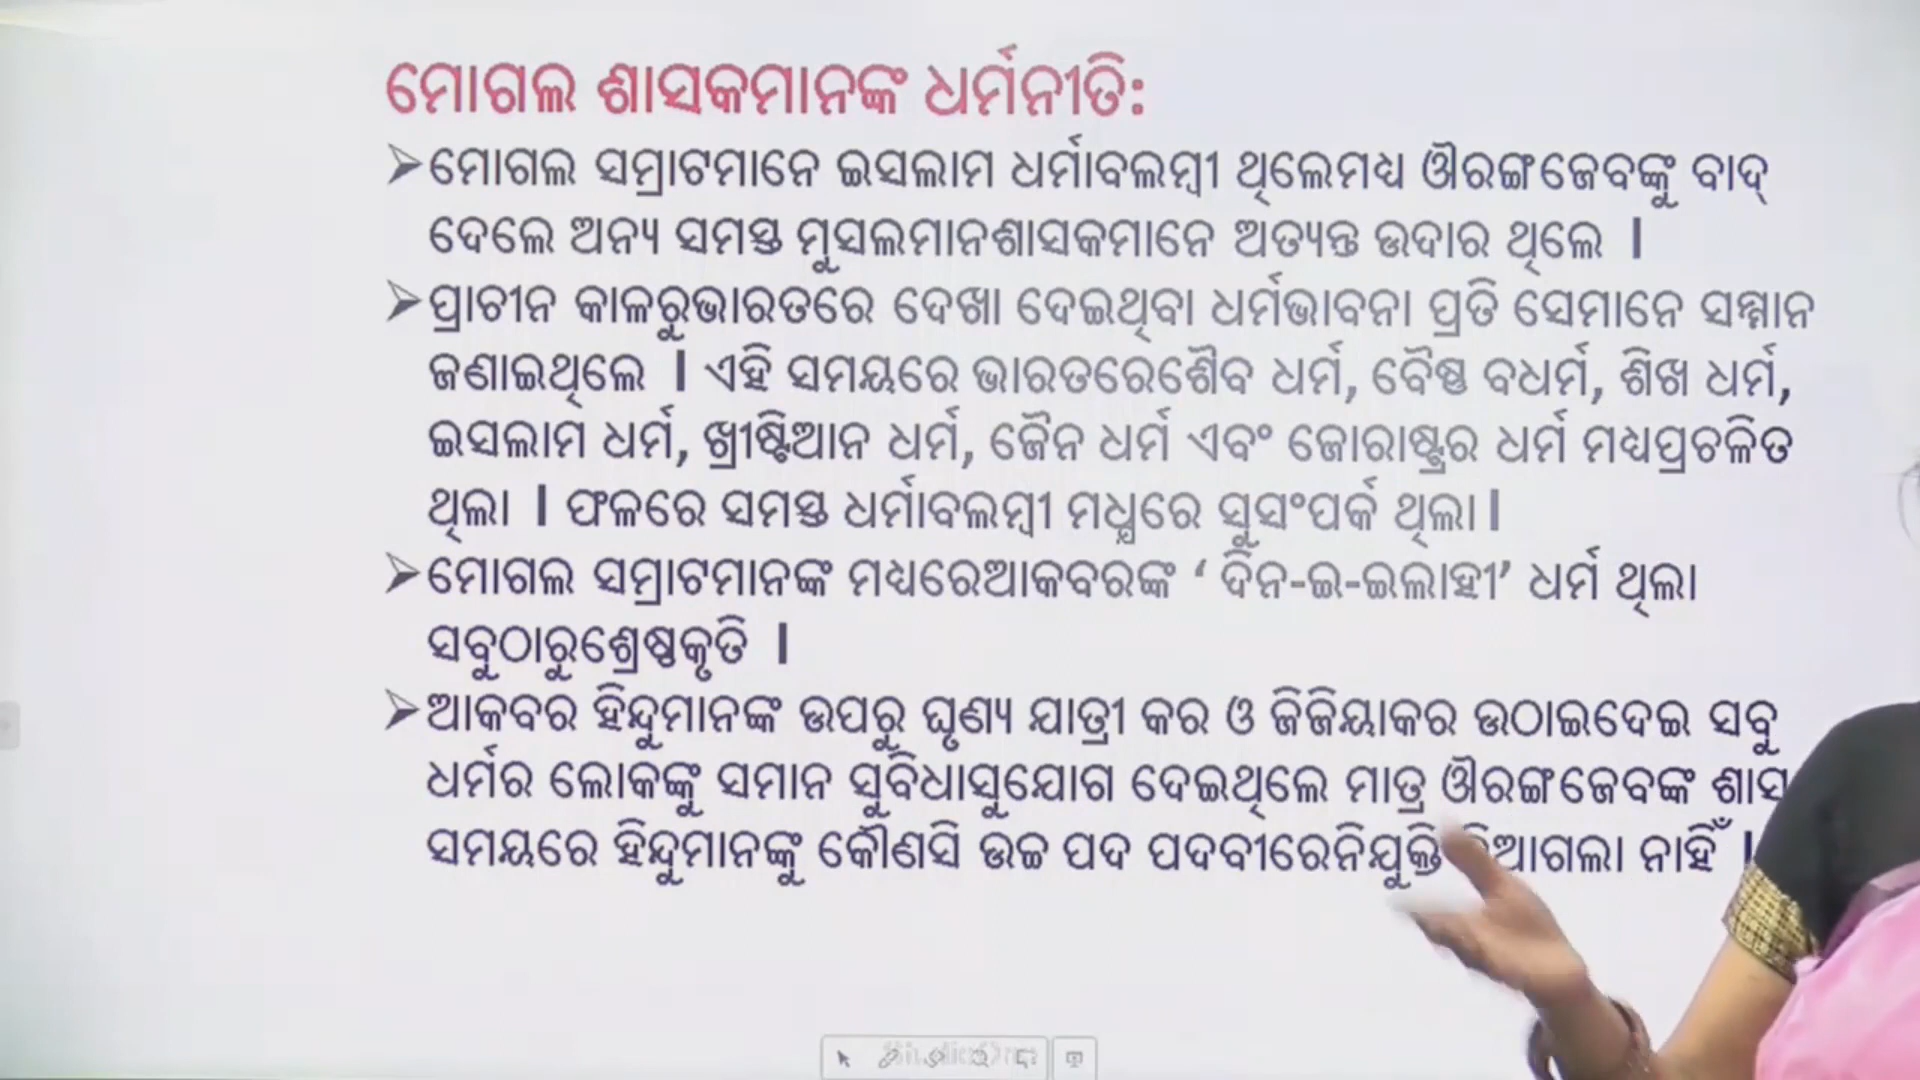 ମୋଗଲ ଶାସକମାନଙ୍କ ଧର୍ମନୀତି:
➢ମୋଗଲ ସମ୍ରାଟମାନେ ଇସଲାମ ଧର୍ମାବଲମ୍ବୀ ଥିଲେମଧ୍ୟ ଔରଙ୍ଗଜେବଙ୍କୁ ବାଦ୍
ଦେଲେ ଅନ୍ୟ ସମସ୍ତ ମୁସଲମାନଶାସକମାନେ ଅତ୍ୟନ୍ତ ଉଦାର ଥିଲେ ।
➢ପ୍ରାଚୀନ କାଳରୁଭାରତରେ ଦେଖା ଦେଇଥିବା ଧର୍ମଭାବନା ପ୍ରତି ସେମାନେ ସମ୍ମାନ
ଜଣାଇଥିଲେ । ଏହି ସମୟରେ ଭାରତରେଶୈବ ଧର୍ମ, ବୈଷ୍ଣ ବଧର୍ମ, ଶିଖ ଧର୍ମ,
ଇସଲାମ ଧର୍ମ, ଖ୍ରୀଷ୍ଟିଆନ ଧର୍ମ, ଜୈନ ଧର୍ମ ଏବଂ ଜୋରାଷ୍ଟ୍ରର ଧର୍ମ ମଧ୍ୟପ୍ରଚଳିତ
ଥିଲା । ଫଳରେ ସମସ୍ତ ଧର୍ମାବଲମ୍ବୀ ମଧ୍ଯରେ ସୁସଂପର୍କ ଥିଲା।
➢ମୋଗଲ ସମ୍ରାଟମାନଙ୍କ ମଧ୍ୟରେଆକବରଙ୍କ ‘ ଦିନ-ଇ-ଇଲାହୀ’ ଧର୍ମ ଥିଲା
ସବୁଠାରୁଶ୍ରେଷ୍ଠକୃତି ।
➢ଆକବର ହିନ୍ଦୁମାନଙ୍କ ଉପରୁ ଘୃଣ୍ୟ ଯାତ୍ରୀ କର ଓ ଜିଜିୟାକର ଉଠାଇଦେଇ ସବୁ
ଧର୍ମର ଲୋକଙ୍କୁ ସମାନ ସୁବିଧାସୁଯୋଗ ଦେଇଥିଲେ ମାତ୍ର ଔରଙ୍ଗଜେବଙ୍କ ଶାସ
ସମୟରେ ହିନ୍ଦୁମାନଙ୍କୁ କୌଣସି ଉଚ୍ଚ ପଦ ପଦବୀରେନିଯୁକ୍ତି ନାହିଁ ।